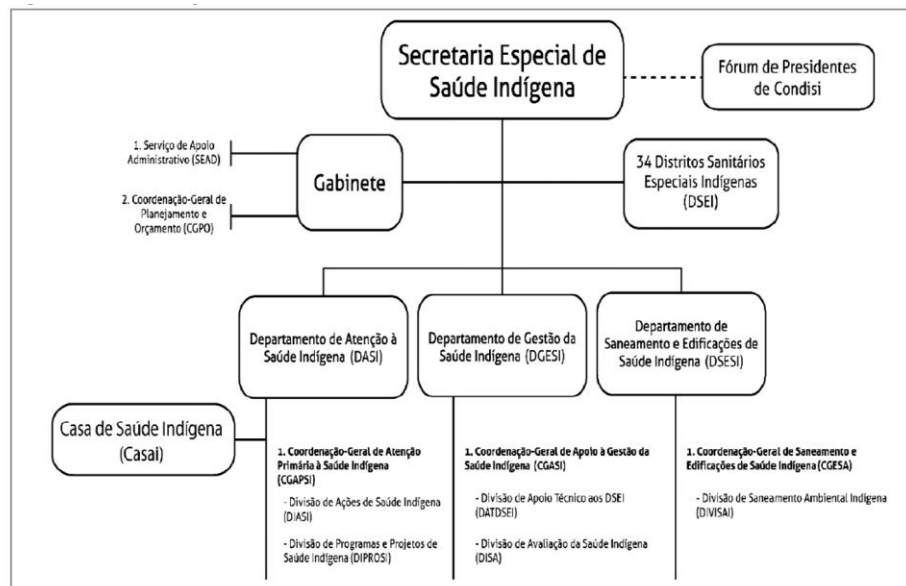 Secretaria Especial de
Saúde Indígena
Fórum de Presidentes
de Condisi
1. Serviço de Apoio
Administrativo (SEAD)
Gabinete
2. Coordenação-Geral de
Planejamento e
Orçamento (CGPO)
34 Distritos Sanitários
Especiais Indígenas
(DSEI)
Departamento de Atenção à
Saúde Indígena (DASI)
Departamento de Gestão da
Saúde Indígena (DGESI)
Departamento de
Saneamento e Edificações de
Saúde Indígena (DSESI)
Casa de Saúde Indígena
(Casai)
1. Coordenação-Geral de Atenção
Primária à Saúde Indígena
(CGAPSI)
- Divisão de Ações de Saúde Indígena
(DIASI)
- Divisão de Programas e Projetos de
Saúde Indígena (DIPROSI)
1. Coordenação-Geral de Apoio à Gestão da
Saúde Indígena (CGASI)
- Divisão de Apoio Técnico aos DSEI
(DATDSEI)
- Divisão de Avaliação da Saúde Indígena
(DISA)
1. Coordenação-Geral de Saneamento e
Edificações de Saúde Indígena (CGESA)
- Divisão de Saneamento Ambiental Indígena
(DIVISAI)